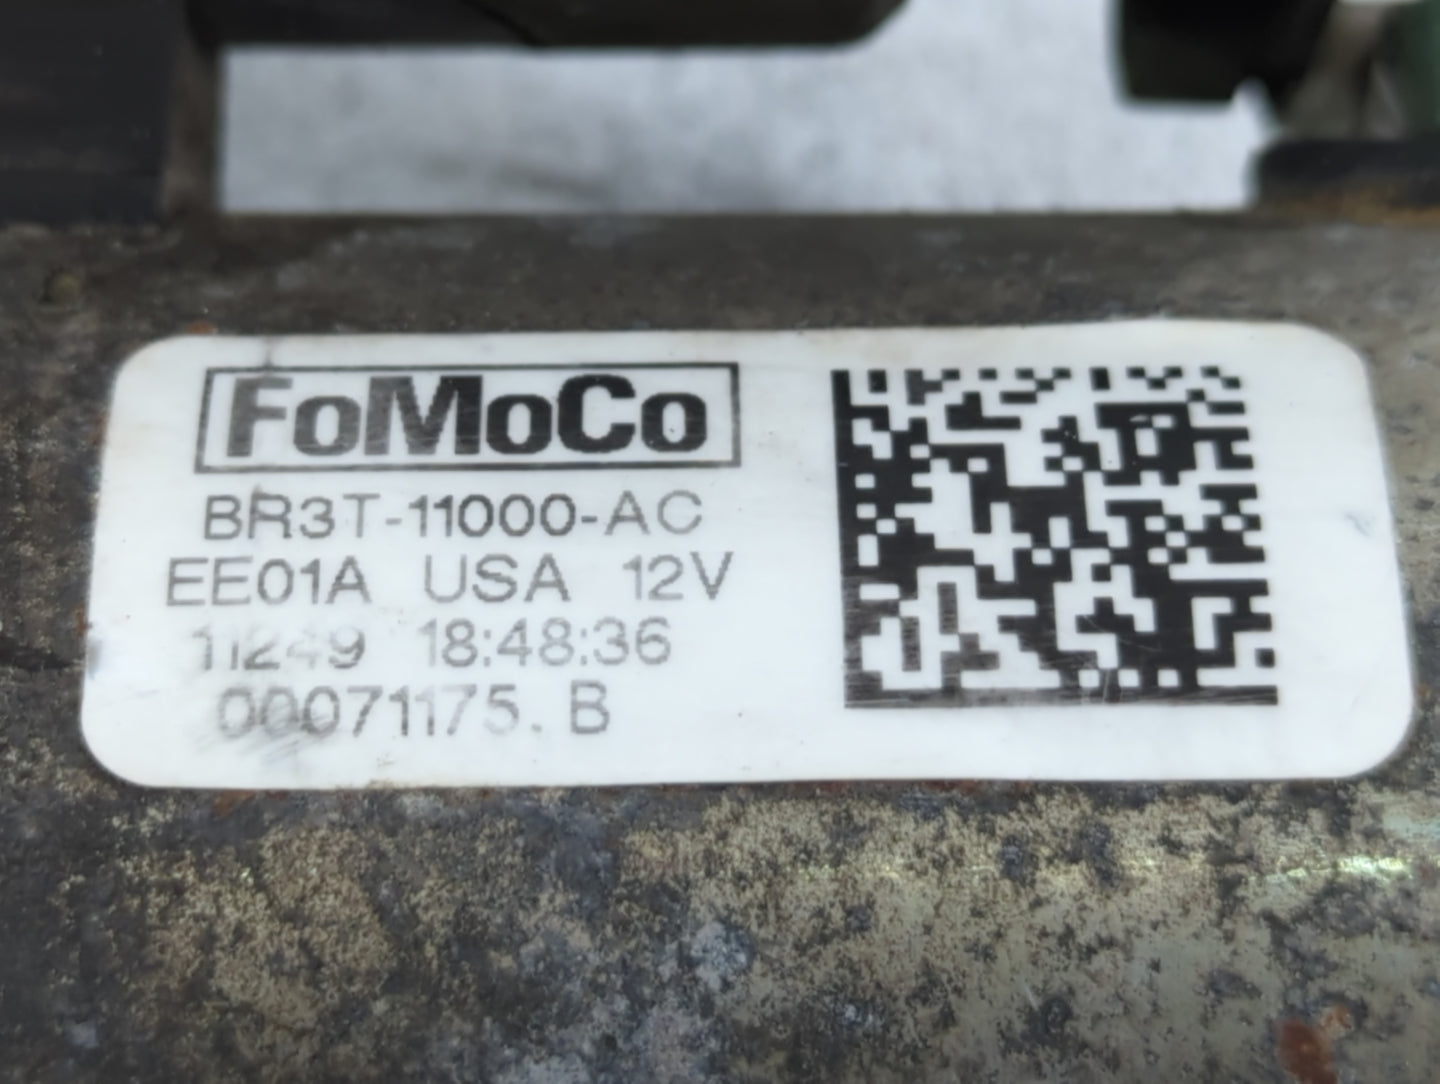 FoMoCo
BR3T-11000-AC
EE01A USA 12V
11249 18:48:36
00071175. B